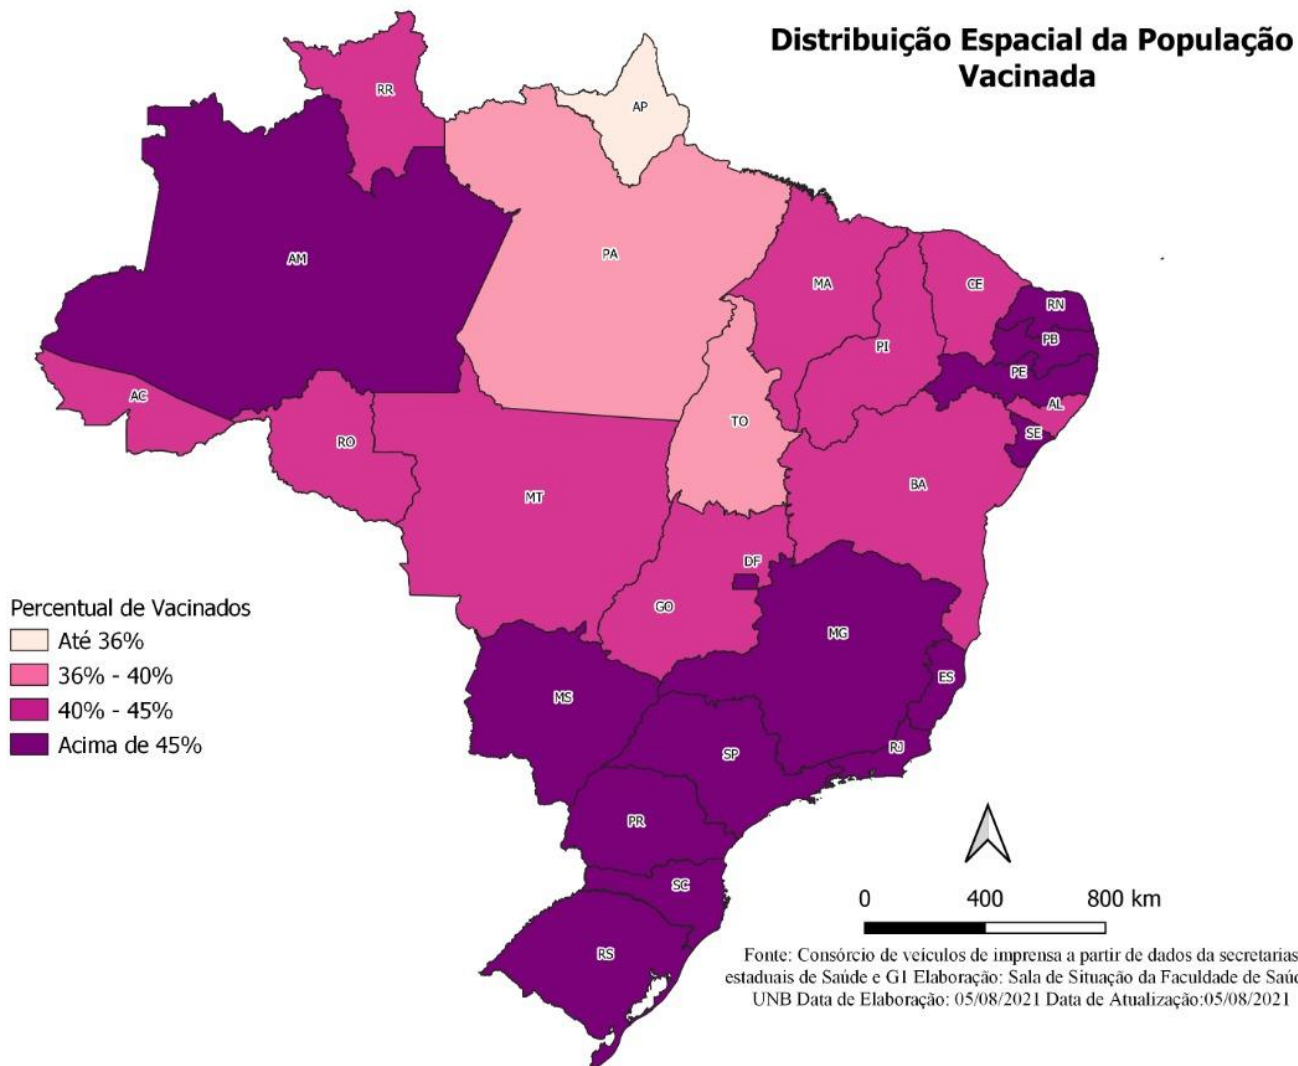 Distribuição Espacial da População
Vacinada
RR
AP
AM
PA
MA
CE
RN
PB
PI
PE
AC
AL
TO
SE
RO
BA
MT
DF
GO
MG
ES
MS
RJ
SP
PR
SC
RS
Percentual de Vacinados
Até 36%
36% - 40%
40% - 45%
Acima de 45%
0 400 800 km
Fonte: Consórcio de veículos de imprensa a partir de dados da secretarias
estaduais de Saúde e G1 Elaboração: Sala de Situação da Faculdade de Saúd
UNB Data de Elaboração: 05/08/2021 Data de Atualização:05/08/2021